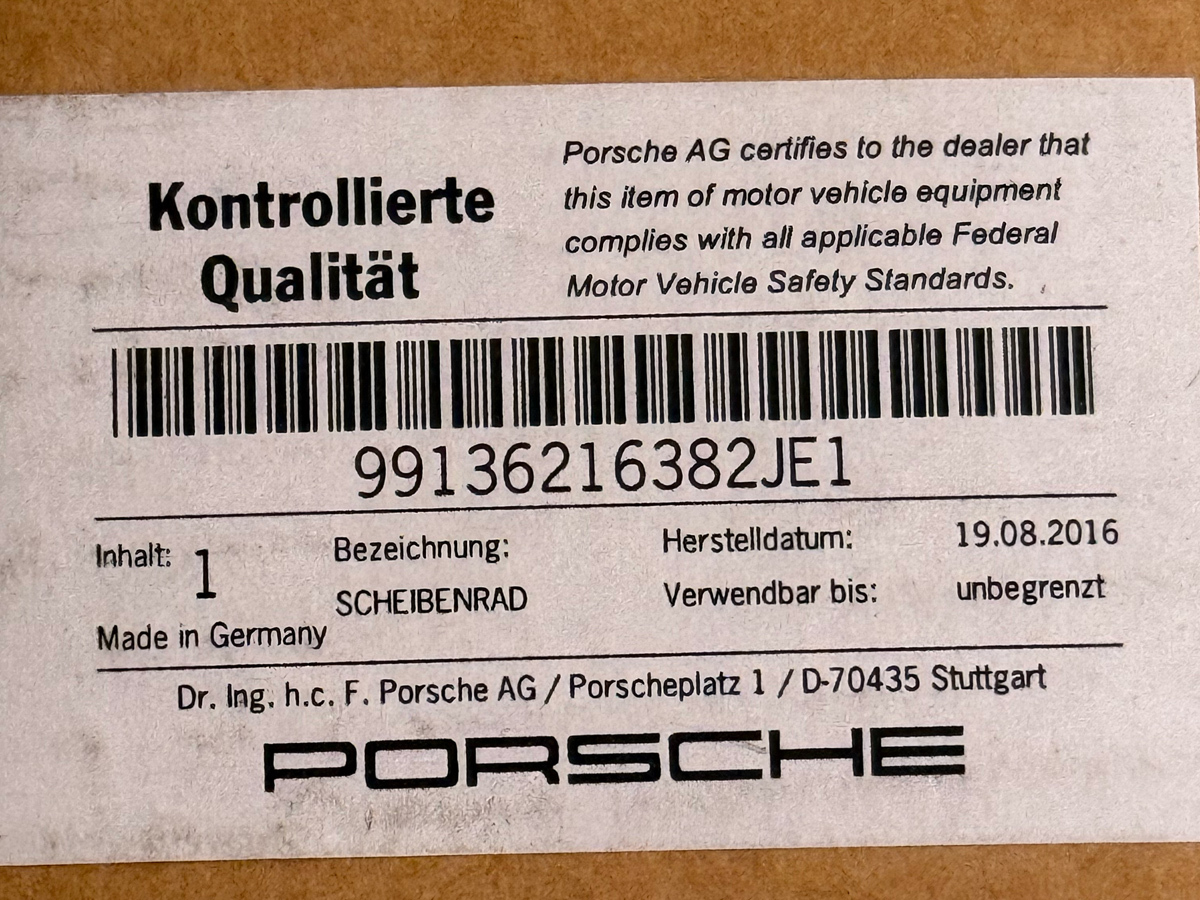 Kontrollierte
Qualität
Porsche AG certifies to the dealer that
this item of motor vehicle equipment
complies with all applicable Federal
Motor Vehicle Safety Standards.
99136216382JE1
Inhalt: 1
Bezeichnung:
SCHEIBENRAD
Herstelldatum: 19.08.2016
Verwendbar bis: unbegrenzt
Made in Germany
Dr. Ing. h.c. F. Porsche AG / Porscheplatz 1 / D-70435 Stuttgart
PORSCHE